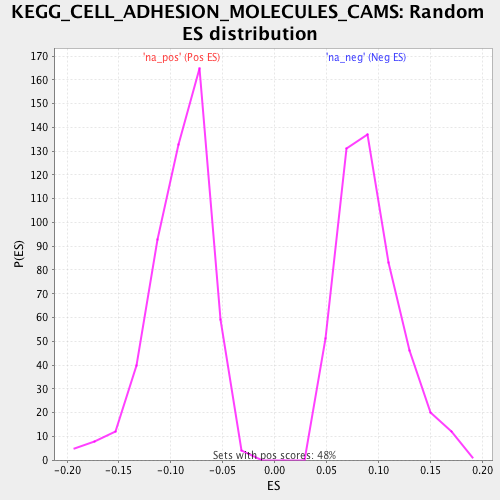 KEGG_CELL_ADHESION_MOLECULES_CAMS: Random
ES distribution
'na_pos' (Pos ES)
'na_neg' (Neg ES)
P(ES)
170
160
150
140
130
120
110
100
90
80
70
60
50
40
30
20
10
0
Sets with pos scores: 48%
-0.20 -0.15 -0.10 -0.05 0.00 0.05 0.10 0.15 0.20
ES